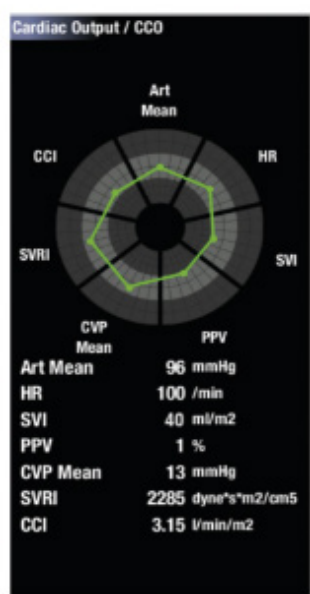 Cardiac Output / CCO
Art
Mean
CCI
HR
SVRI
SVI
CVP
Mean
PPV
Art Mean 96 mmHg
HR 100 /min
SVI 40 ml/m2
PPV 1 %
CVP Mean 13 mmHg
SVRI 2285 dyne*s*m2/cm5
CCI 3.15 l/min/m2